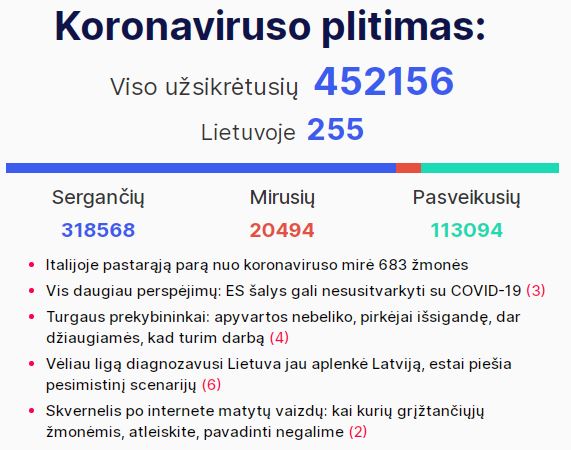 Koronaviruso plitimas:
Viso užsikrėtusių 452156
Lietuvoje 255
Sergančių Mirusių Pasveikusių
318568 20494 113094
Italijoje pastarąją parą nuo koronaviruso mirė 683 žmonės
Vis daugiau perspėjimų: ES šalys gali nesusitvarkyti su COVID-19 (3)
Turgaus prekybininkai: apyvartos nebeliko, pirkėjai išsigandę, dar
džiaugiamės, kad turim darbą (4)
Vėliau ligą diagnozavusi Lietuva jau aplenkė Latviją, estai piešia
pesimistinį scenarijų (6)
Skvernelis po internete matytų vaizdų: kai kurių grįžtančiųjų
žmonėmis, atleiskite, pavadinti negalime (2)